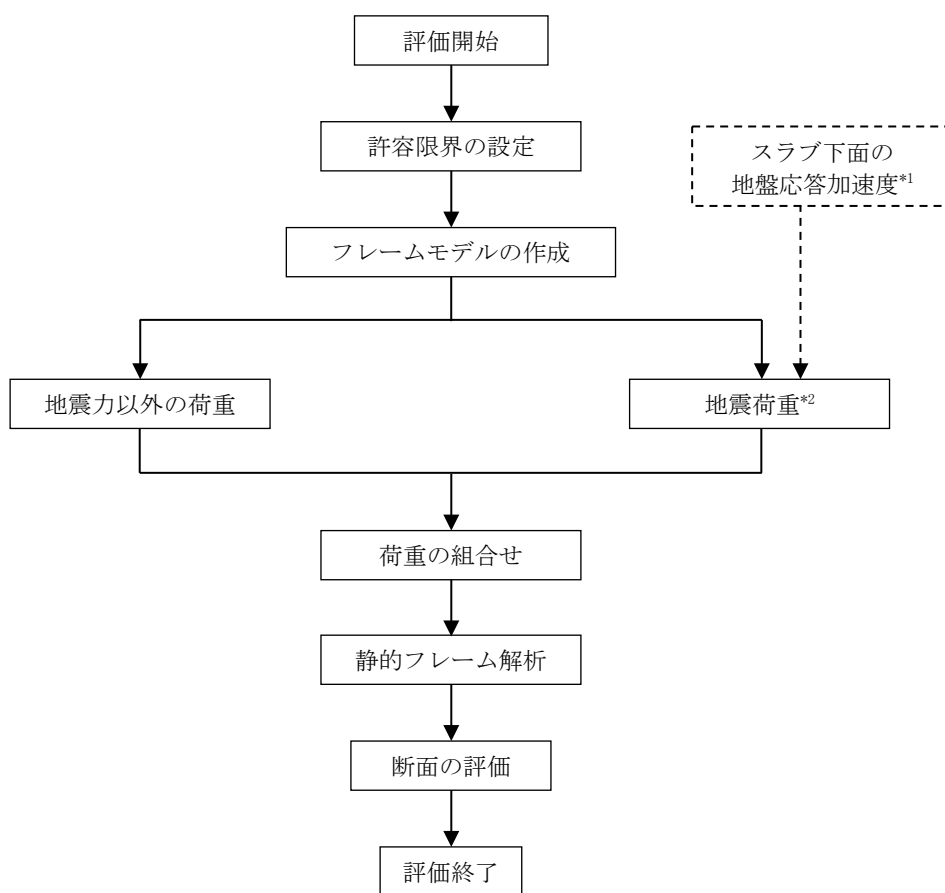 評価開始
許容限界の設定
スラブ下面の
地盤応答加速度*1
フレームモデルの作成
地震力以外の荷重
地震荷重*2
荷重の組合せ
静的フレーム解析
断面の評価
評価終了